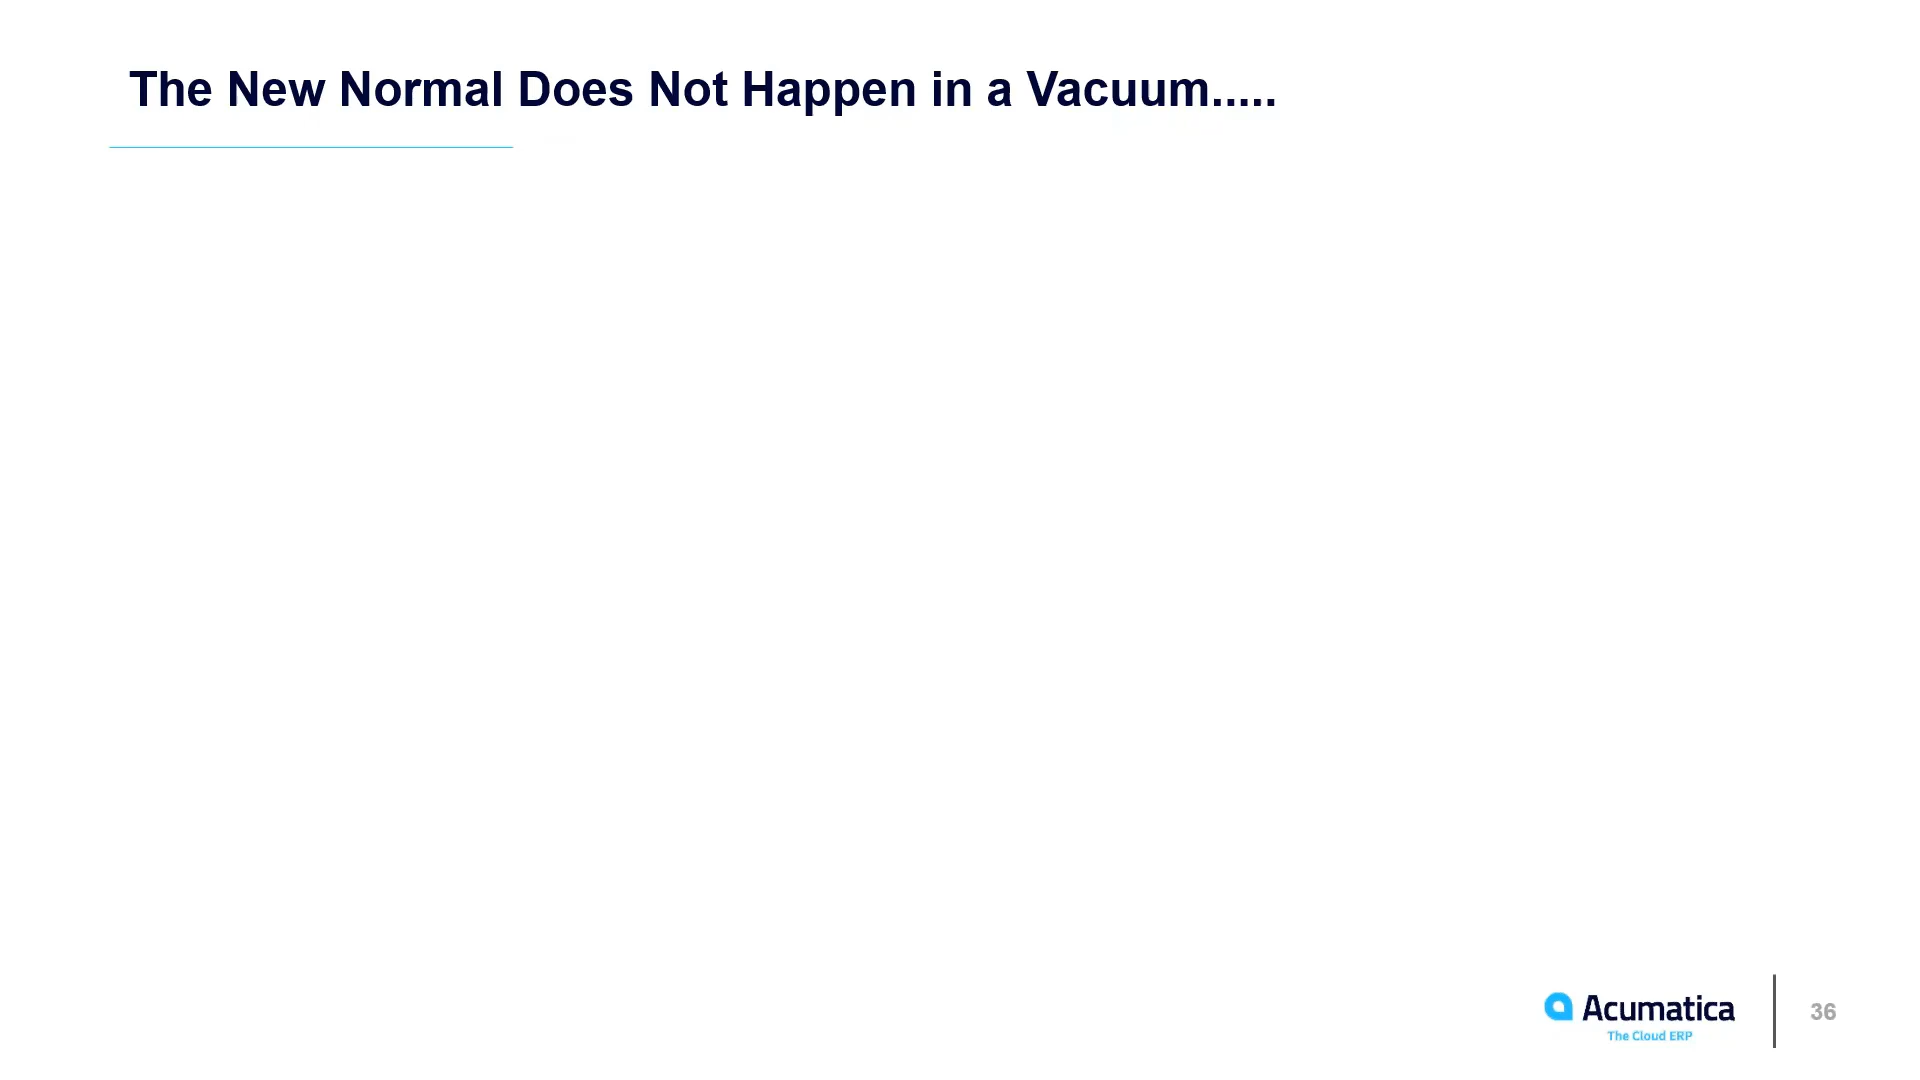 The New Normal Does Not Happen in a Vacuum.....
Acumatica
The Cloud ERP
36